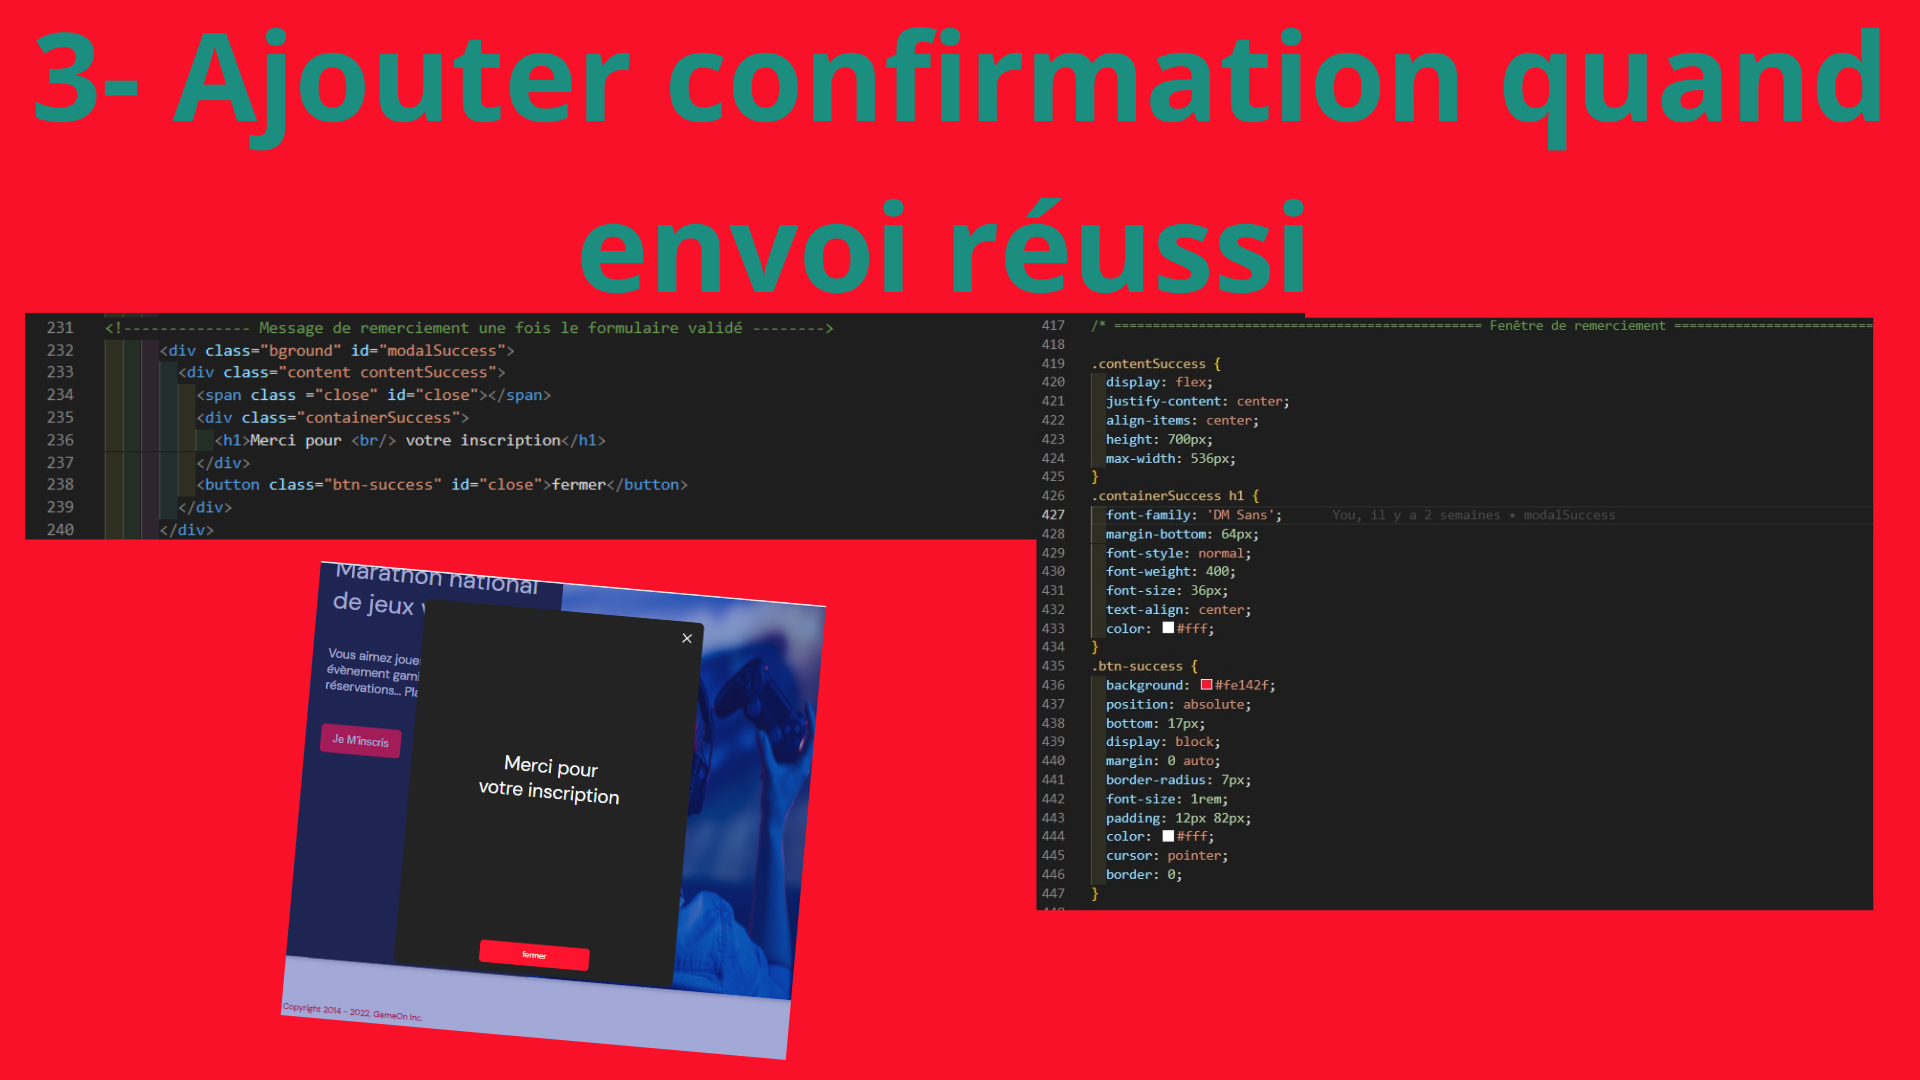 3- Ajouter confirmation quand
envoi réussi
231 <!-------------- Message de remerciement une fois le formulaire validé -------->
232 <div class="bground" id="modalSuccess">
233 <div class="content contentSuccess">
234 <span class ="close" id="close"></span>
235 <div class="containerSuccess">
236 <h1>Merci pour <br/> votre inscription</h1>
237 </div>
238 <button class="btn-success" id="close">fermer</button>
239 </div>
240 </div>
417 /* ================================================ Fenêtre de remerciement ==========================
418
419 .contentSuccess {
420 display: flex;
421 justify-content: center;
422 align-items: center;
423 height: 700px;
424 max-width: 536px;
425 }
426 .containerSuccess h1 {
427 font-family: 'DM Sans'; You, il y a 2 semaines • modalSuccess
428 margin-bottom: 64px;
429 font-style: normal;
430 font-weight: 400;
431 font-size: 36px;
432 text-align: center;
433 color: #fff;
434 }
435 .btn-success {
436 background: #fe142f;
437 position: absolute;
438 bottom: 17px;
439 display: block;
440 margin: 0 auto;
441 border-radius: 7px;
442 font-size: 1rem;
443 padding: 12px 82px;
444 color: #fff;
445 cursor: pointer;
446 border: 0;
447 }
Marathon national
de jeux
Vous aimez
évènement
réservations...
Je M'inscris
Merci pour
votre inscription
fermer
Copyright 2014 - 2022, GameOn Inc.